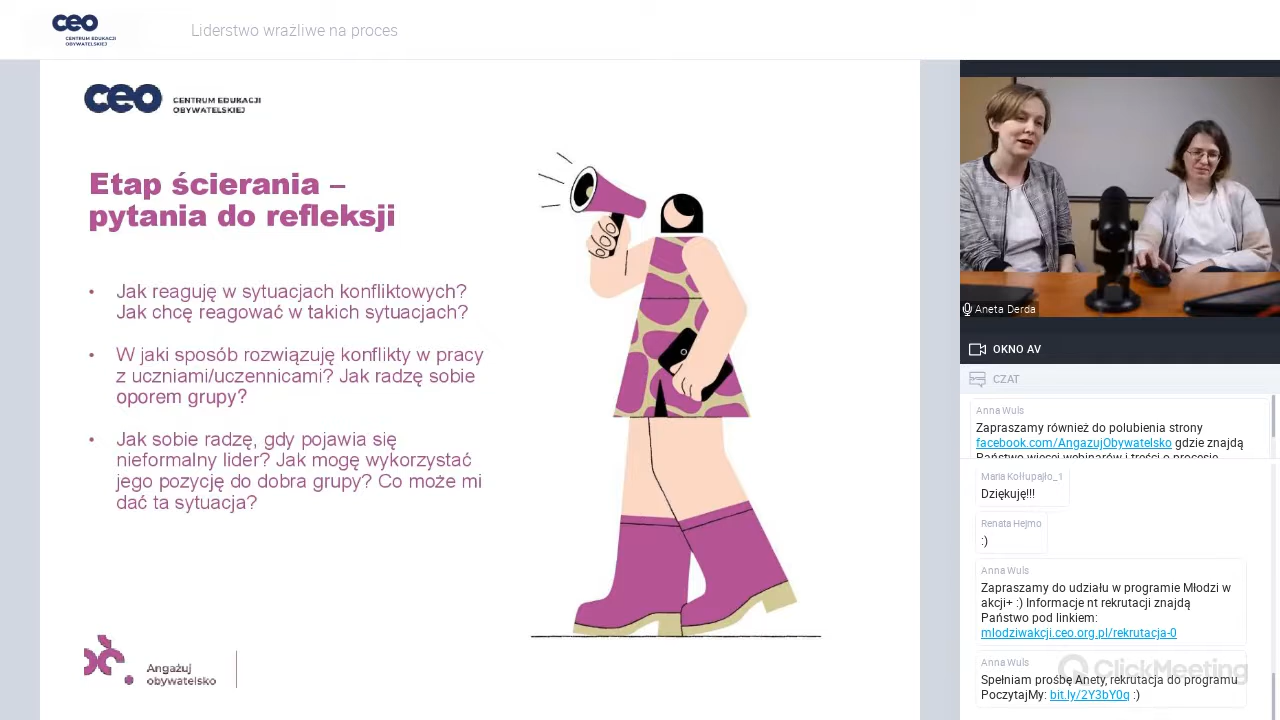 ceo
CENTRUM EDUKACJI
OBYWATELSKIEJ
Liderstwo wrażliwe na proces
ceo
CENTRUM EDUKACJI
OBYWATELSKIEJ
Etap ścierania –
pytania do refleksji
• Jak reaguję w sytuacjach konfliktowych?
Jak chcę reagować w takich sytuacjach?
• W jaki sposób rozwiązuję konflikty w pracy
z uczniami/uczennicami? Jak radzę sobie
oporem grupy?
• Jak sobie radzę, gdy pojawia się
nieformalny lider? Jak mogę wykorzystać
jego pozycję do dobra grupy? Co może mi
dać ta sytuacja?
Angażuj
obywatelsko
Aneta Derda
OKNO AV
CZAT
Anna Wuls
Zapraszamy również do polubienia strony
facebook.com/AngazujObywatelsko gdzie znajdą
Państwo więcej webinarów i treści o procesie
Maria Kołłupajło_1
Dziękuję!!!
Renata Hejmo
:)
Anna Wuls
Zapraszamy do udziału w programie Młodzi w
akcji+ :) Informacje nt rekrutacji znajdą
Państwo pod linkiem:
mlodziwakcji.ceo.org.pl/rekrutacja-0
Anna Wuls
ClickMeeting
Spełniam prośbę Anety, rekrutacja do programu
PoczytajMy: bit.ly/2Y3bY0q :)